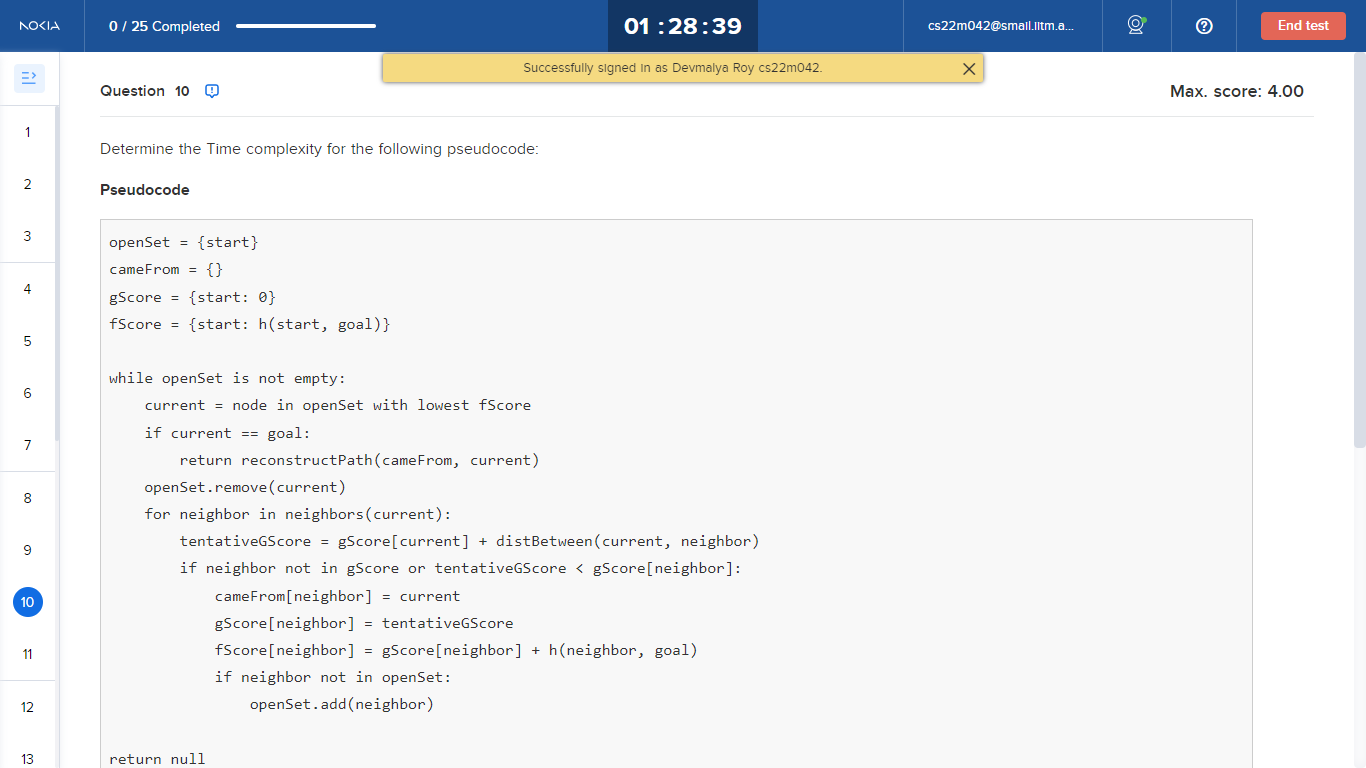 NOKIA
0 / 25 Completed
01 : 28 : 39
cs22m042@smail.iitm.a...
End test
Successfully signed in as Devmalya Roy cs22m042.
Question 10
Max. score: 4.00
1
2
3
4
5
6
7
8
9
10
11
12
13
Determine the Time complexity for the following pseudocode:
Pseudocode
openSet = {start}
cameFrom = {}
gScore = {start: 0}
fScore = {start: h(start, goal)}
while openSet is not empty:
    current = node in openSet with lowest fScore
    if current == goal:
        return reconstructPath(cameFrom, current)
    openSet.remove(current)
    for neighbor in neighbors(current):
        tentativeGScore = gScore[current] + distBetween(current, neighbor)
        if neighbor not in gScore or tentativeGScore < gScore[neighbor]:
            cameFrom[neighbor] = current
            gScore[neighbor] = tentativeGScore
            fScore[neighbor] = gScore[neighbor] + h(neighbor, goal)
            if neighbor not in openSet:
                openSet.add(neighbor)
return null